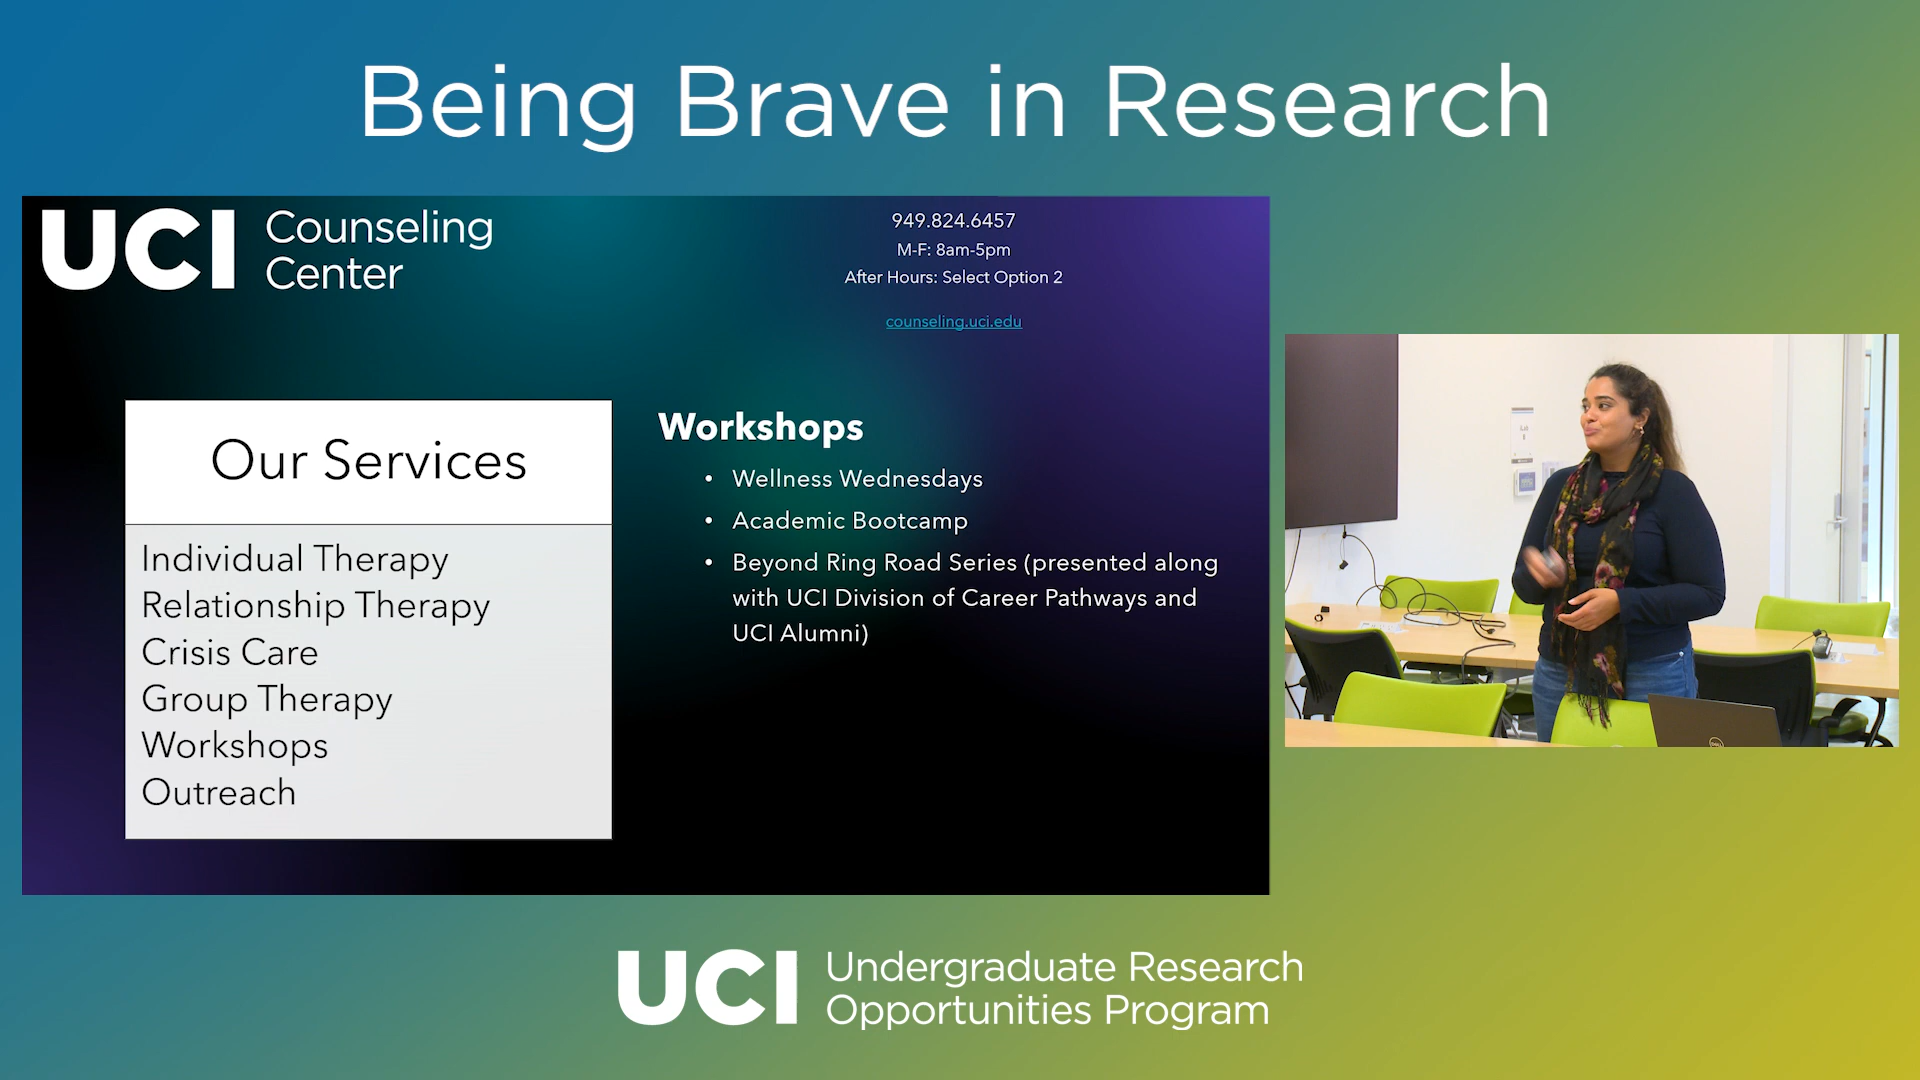 Being Brave in Research
UCI Counseling
Center
949.824.6457
M-F: 8am-5pm
After Hours: Select Option 2
counseling.uci.edu
Our Services
Individual Therapy
Relationship Therapy
Crisis Care
Group Therapy
Workshops
Outreach
Workshops
• Wellness Wednesdays
• Academic Bootcamp
• Beyond Ring Road Series (presented along
with UCI Division of Career Pathways and
UCI Alumni)
DELL
UCI Undergraduate Research
Opportunities Program